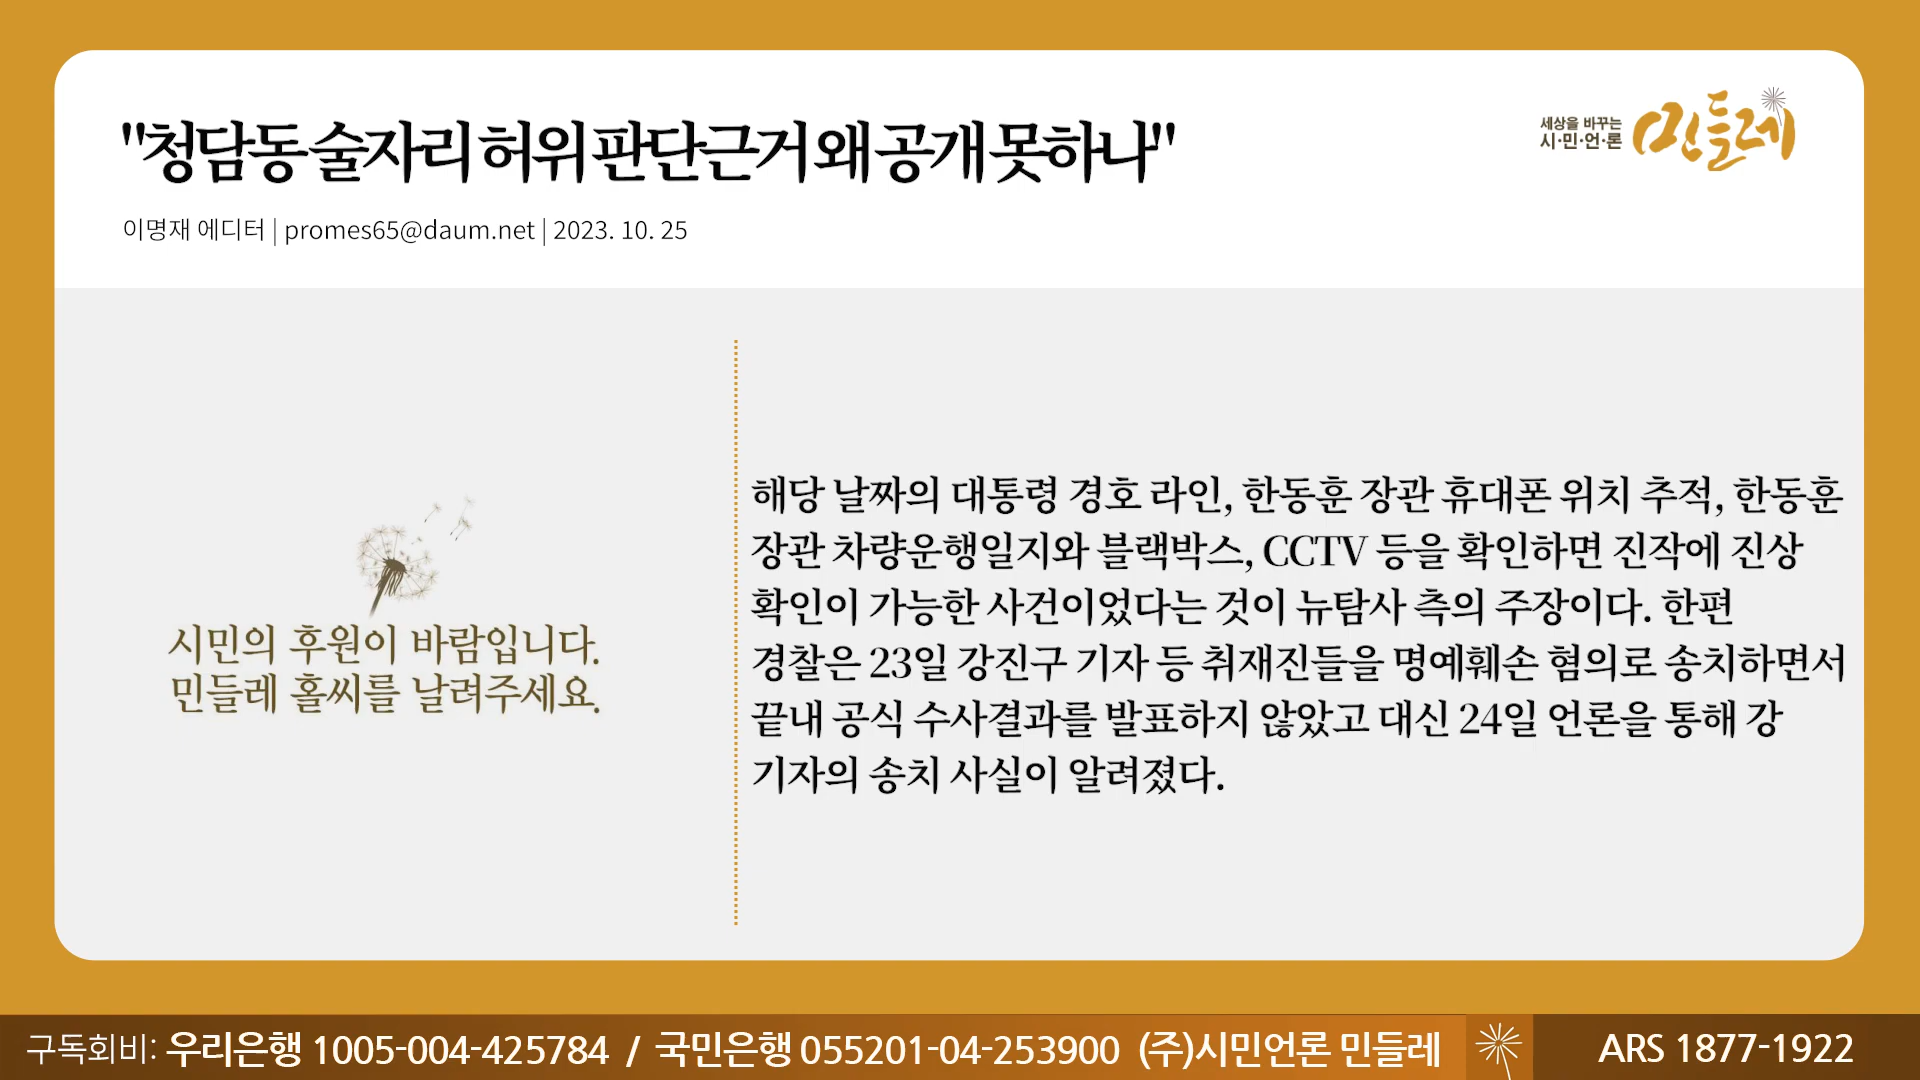 "청담동 술자리 허위 판단근거 왜 공개 못하나"
세상을 바꾸는
시·민·언·론
민들레
이명재 에디터 | promes65@daum.net | 2023. 10. 25
시민의 후원이 바람입니다.
민들레 홀씨를 날려주세요.
해당 날짜의 대통령 경호 라인, 한동훈 장관 휴대폰 위치 추적, 한동훈
장관 차량운행일지와 블랙박스, CCTV 등을 확인하면 진작에 진상
확인이 가능한 사건이었다는 것이 뉴탐사 측의 주장이다. 한편
경찰은 23일 강진구 기자 등 취재진들을 명예훼손 혐의로 송치하면서
끝내 공식 수사결과를 발표하지 않았고 대신 24일 언론을 통해 강
기자의 송치 사실이 알려졌다.
구독회비: 우리은행 1005-004-425784 / 국민은행 055201-04-253900 (주)시민언론 민들레
ARS 1877-1922